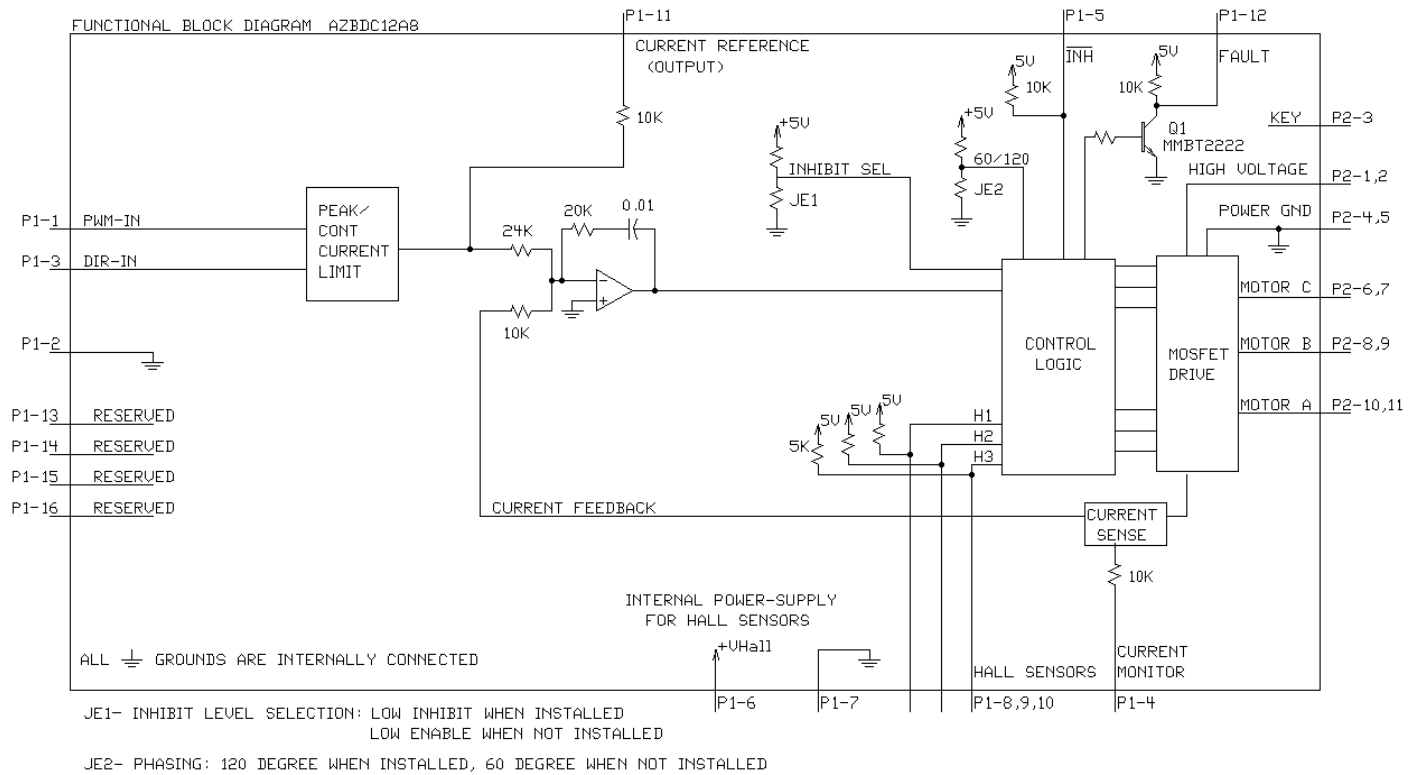 FUNCTIONAL BLOCK DIAGRAM AZBDC12A8
P1-11
P1-5
P1-12
CURRENT REFERENCE
(OUTPUT)
5V
INH
5V
FAULT
10K
10K
10K
KEY
P2-3
+5V
+5V
Q1
MMBT2222
INHIBIT SEL
60/120
HIGH VOLTAGE
P2-1,2
JE1
JE2
P1-1
PWM-IN
PEAK/
CONT
CURRENT
LIMIT
20K
0.01
POWER GND
P2-4,5
24K
P1-3
DIR-IN
-
+
MOTOR C
P2-6,7
10K
P1-2
CONTROL
LOGIC
MOSFET
DRIVE
MOTOR B
P2-8,9
P1-13
RESERVED
5V
5V
5V
H1
MOTOR A
P2-10,11
P1-14
RESERVED
5K
H2
H3
P1-15
RESERVED
P1-16
RESERVED
CURRENT FEEDBACK
CURRENT
SENSE
10K
INTERNAL POWER-SUPPLY
FOR HALL SENSORS
+VHall
ALL GROUNDS ARE INTERNALLY CONNECTED
HALL SENSORS
CURRENT
MONITOR
P1-6
P1-7
P1-8,9,10
P1-4
JE1- INHIBIT LEVEL SELECTION: LOW INHIBIT WHEN INSTALLED
LOW ENABLE WHEN NOT INSTALLED
JE2- PHASING: 120 DEGREE WHEN INSTALLED, 60 DEGREE WHEN NOT INSTALLED